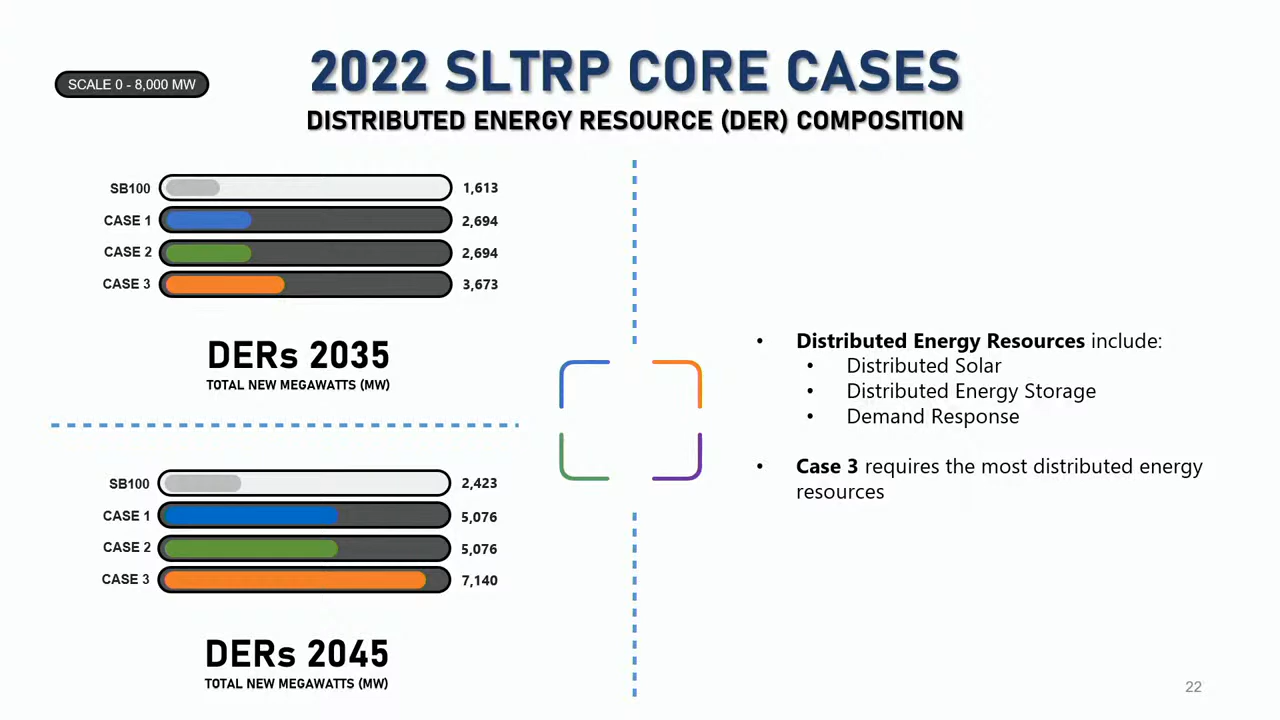 SCALE 0 - 8,000 MW
2022 SLTRP CORE CASES
DISTRIBUTED ENERGY RESOURCE (DER) COMPOSITION
SB100 1,613
CASE 1 2,694
CASE 2 2,694
CASE 3 3,673
DERs 2035
TOTAL NEW MEGAWATTS (MW)
SB100 2,423
CASE 1 5,076
CASE 2 5,076
CASE 3 7,140
DERs 2045
TOTAL NEW MEGAWATTS (MW)
• Distributed Energy Resources include:
• Distributed Solar
• Distributed Energy Storage
• Demand Response
• Case 3 requires the most distributed energy
resources
22